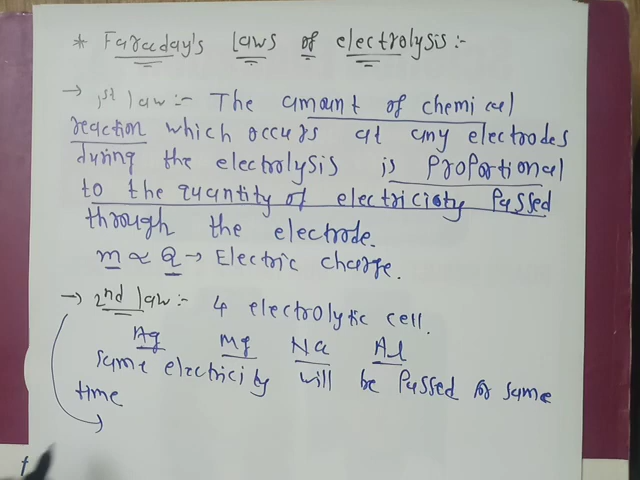 * Faraday's laws of electrolysis:-
→ 1st law:- The amount of chemical
reaction which occurs at any electrodes
during the electrolysis is proportional
to the quantity of electricioty passed
through the electrode.
m ∝ Q → Electric charge.
→ 2nd law:- 4 electrolytic cell.
Ag Mg Na Al
same electricity will be passed for same
time